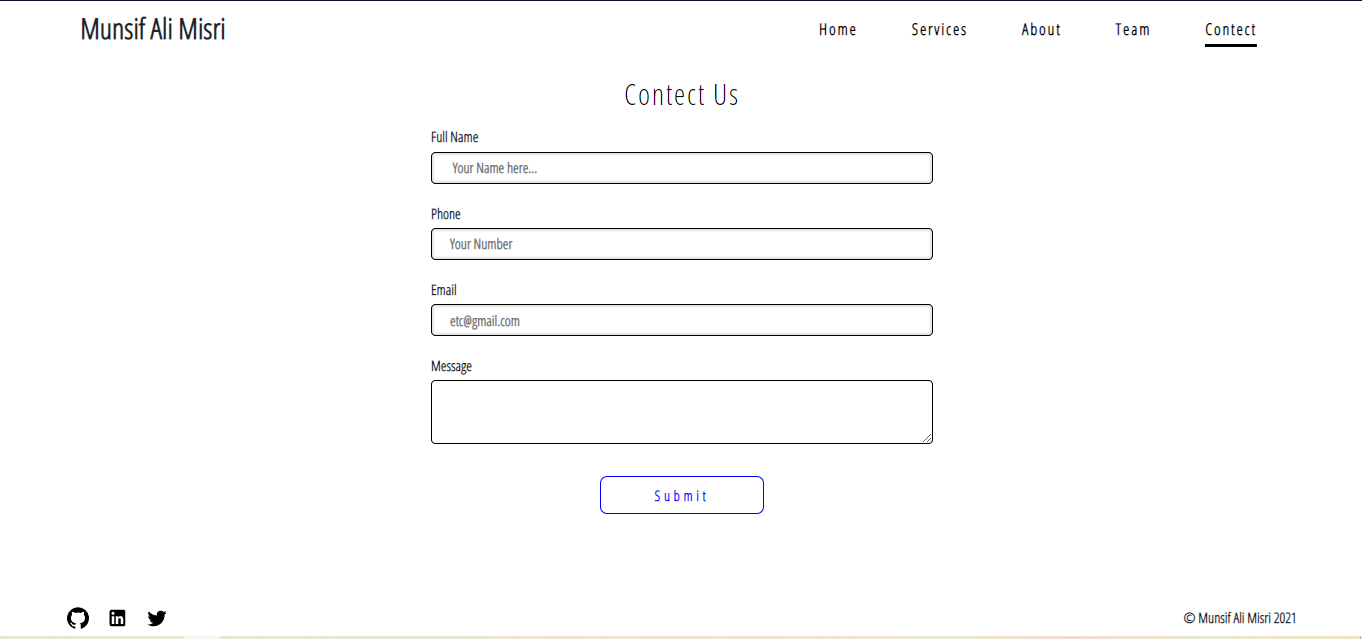 Munsif Ali Misri
Home Services About Team Contect
Contect Us
Full Name
Your Name here...
Phone
Your Number
Email
etc@gmail.com
Message
Submit
© Munsif Ali Misri 2021